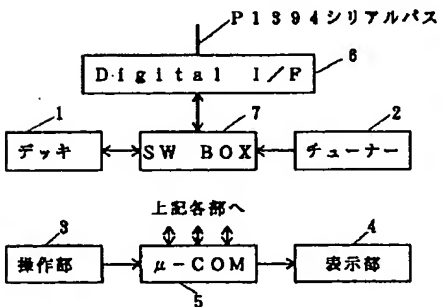 P1394シリアルバス
Digital I/F
6
1
7
2
デッキ
SW BOX
チューナー
上記各部へ
3
4
操作部
μ-COM
表示部
5